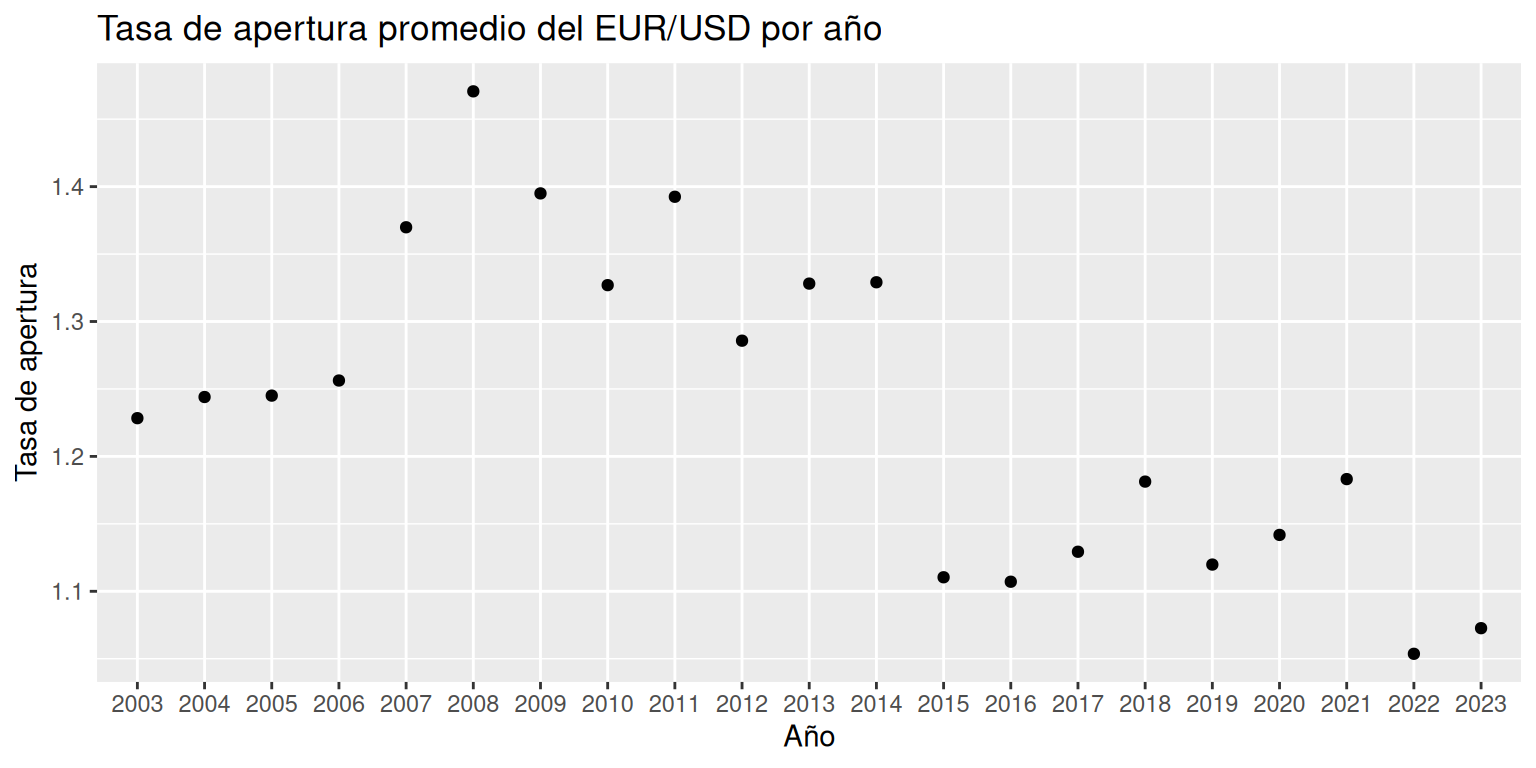 Tasa de apertura promedio del EUR/USD por año
Tasa de apertura
1.4
1.3
1.2
1.1
2003 2004 2005 2006 2007 2008 2009 2010 2011 2012 2013 2014 2015 2016 2017 2018 2019 2020 2021 2022 2023
Año